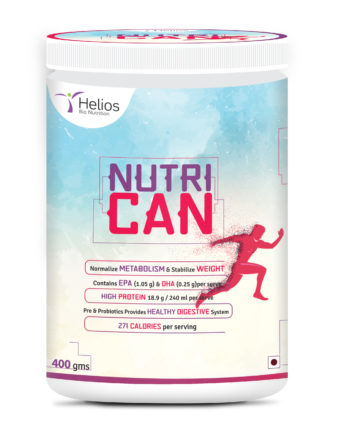 Helios
Bio Nutrition
NUTRI
CAN
Normalize METABOLISM & Stabilize WEIGHT
Contains EPA (1.05 g) & DHA (0.25 g)per serve
HIGH PROTEIN 18.9 g / 240 ml per serve
Pre & Probiotics Provides HEALTHY DIGESTIVE System
271 CALORIES per serving
400 gms